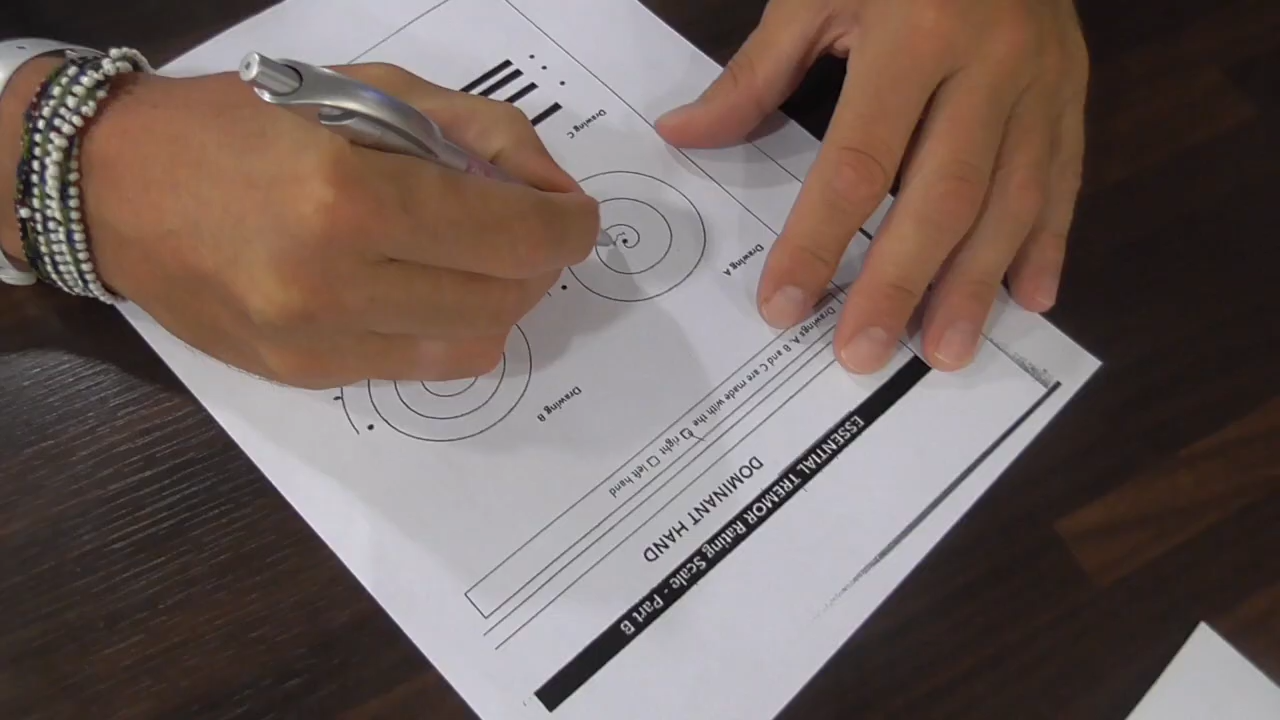 ESSENTIAL TREMOR Rating Scale - Part B
DOMINANT HAND
Drawings A, B and C are made with the ☐ right ☐ left hand
Drawing A
Drawing B
Drawing C